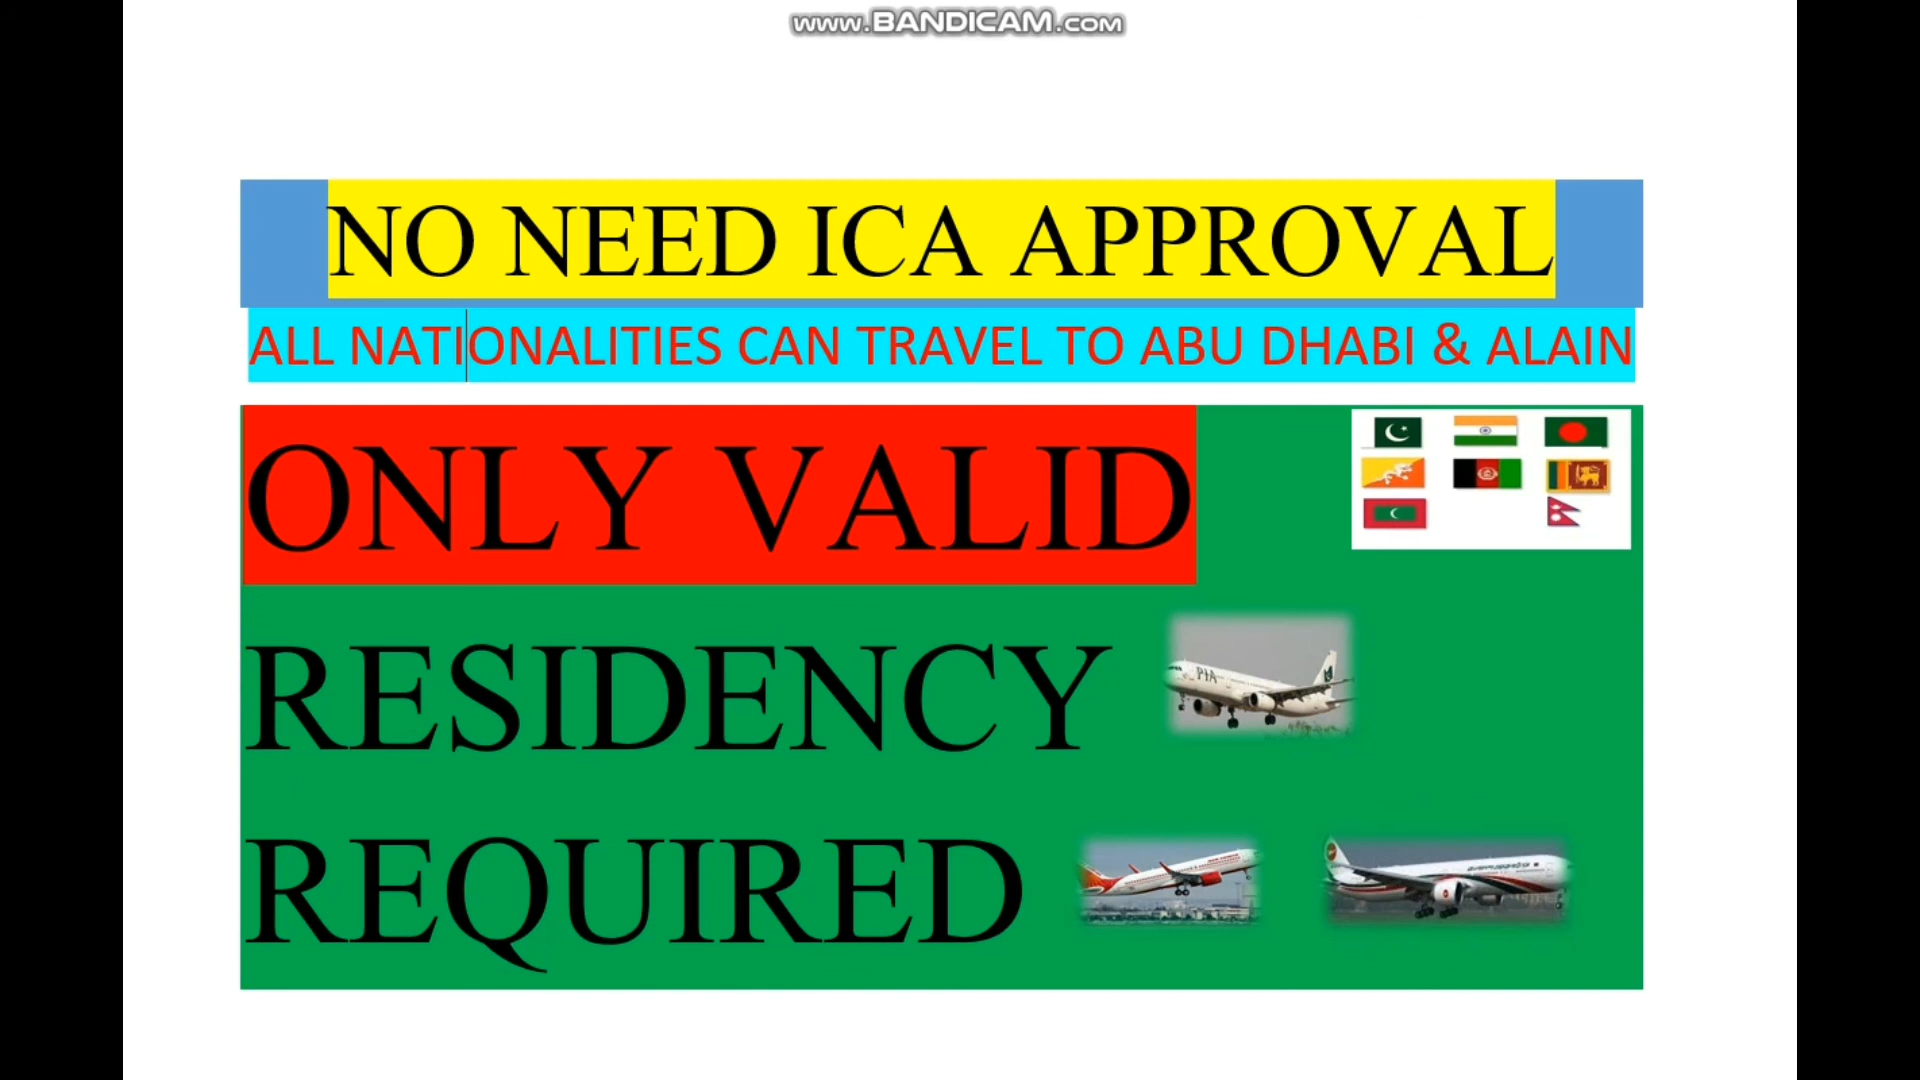 www.BANDICAM.com
NO NEED ICA APPROVAL
ALL NATIONALITIES CAN TRAVEL TO ABU DHABI & ALAIN
ONLY VALID
RESIDENCY
PIA
REQUIRED